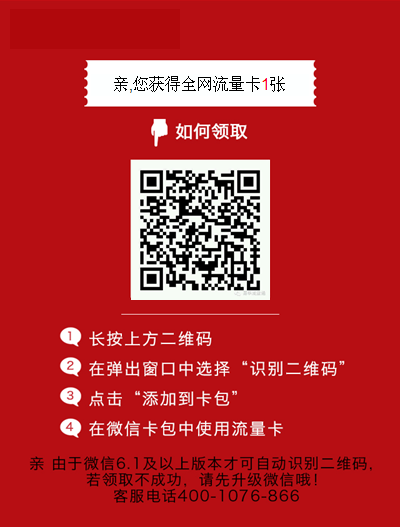 亲,您获得全网流量卡1张
如何领取
1 长按上方二维码
2 在弹出窗口中选择“识别二维码”
3 点击“添加到卡包”
4 在微信卡包中使用流量卡
亲 由于微信6.1及以上版本才可自动识别二维码,
若领取不成功，请先升级微信哦！
客服电话400-1076-866